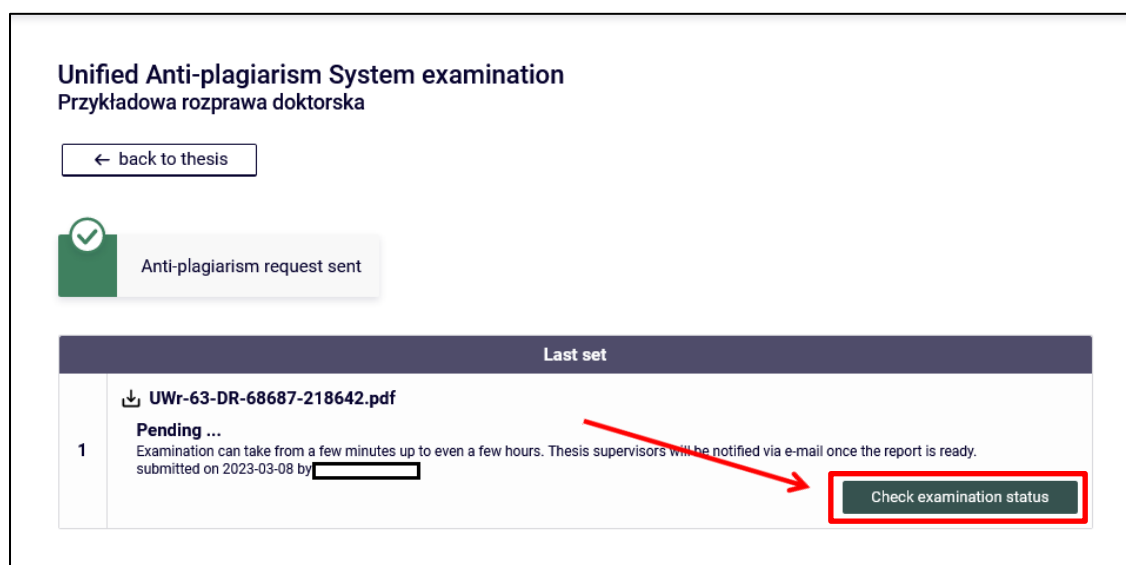 Unified Anti-plagiarism System examination
Przykładowa rozprawa doktorska
← back to thesis
Anti-plagiarism request sent
Last set
UWr-63-DR-68687-218642.pdf
Pending ...
1
Examination can take from a few minutes up to even a few hours. Thesis supervisors will be notified via e-mail once the report is ready.
submitted on 2023-03-08 by
Check examination status